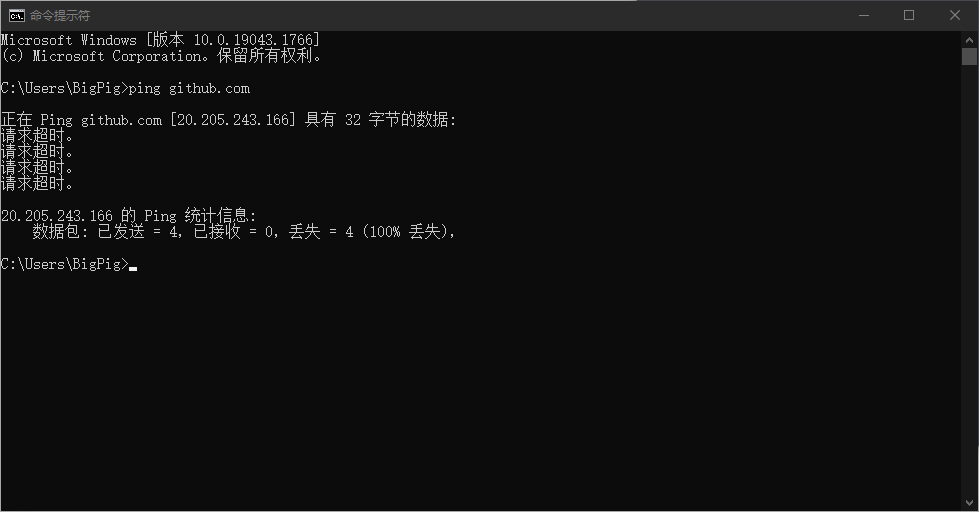 命令提示符
Microsoft Windows [版本 10.0.19043.1766]
(c) Microsoft Corporation。保留所有权利。
C:\Users\BigPig>ping github.com
正在 Ping github.com [20.205.243.166] 具有 32 字节的数据:
请求超时。
请求超时。
请求超时。
请求超时。
20.205.243.166 的 Ping 统计信息:
数据包: 已发送 = 4, 已接收 = 0, 丢失 = 4 (100% 丢失),
C:\Users\BigPig>